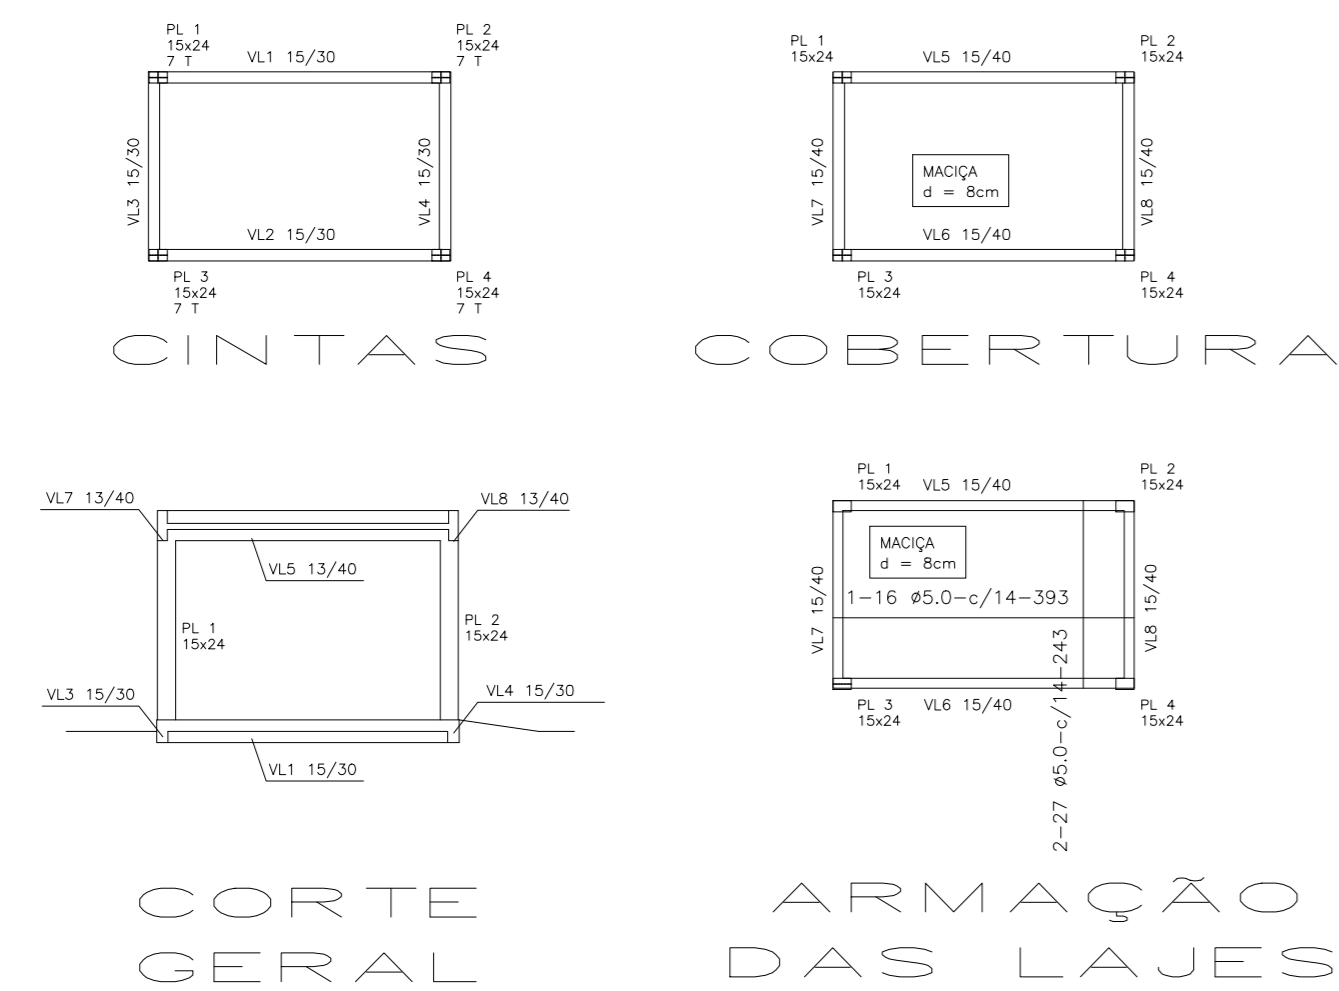 PL 1
15x24
7 T
VL1 15/30
PL 2
15x24
7 T
VL3 15/30
VL4 15/30
VL2 15/30
PL 3
15x24
7 T
PL 4
15x24
7 T
CINTAS
PL 1
15x24
VL5 15/40
PL 2
15x24
VL7 15/40
MACIÇA
d = 8cm
VL8 15/40
VL6 15/40
PL 3
15x24
PL 4
15x24
COBERTURA
VL7 13/40
VL8 13/40
VL5 13/40
PL 1
15x24
PL 2
15x24
VL3 15/30
VL4 15/30
VL1 15/30
CORTE
GERAL
PL 1
15x24
VL5 15/40
PL 2
15x24
MACIÇA
d = 8cm
VL7 15/40
1-16 ø5.0-c/14-393
VL8 15/40
2-27 ø5.0-c/14-243
PL 3
15x24
VL6 15/40
PL 4
15x24
ARMAÇÃO
DAS LAJES